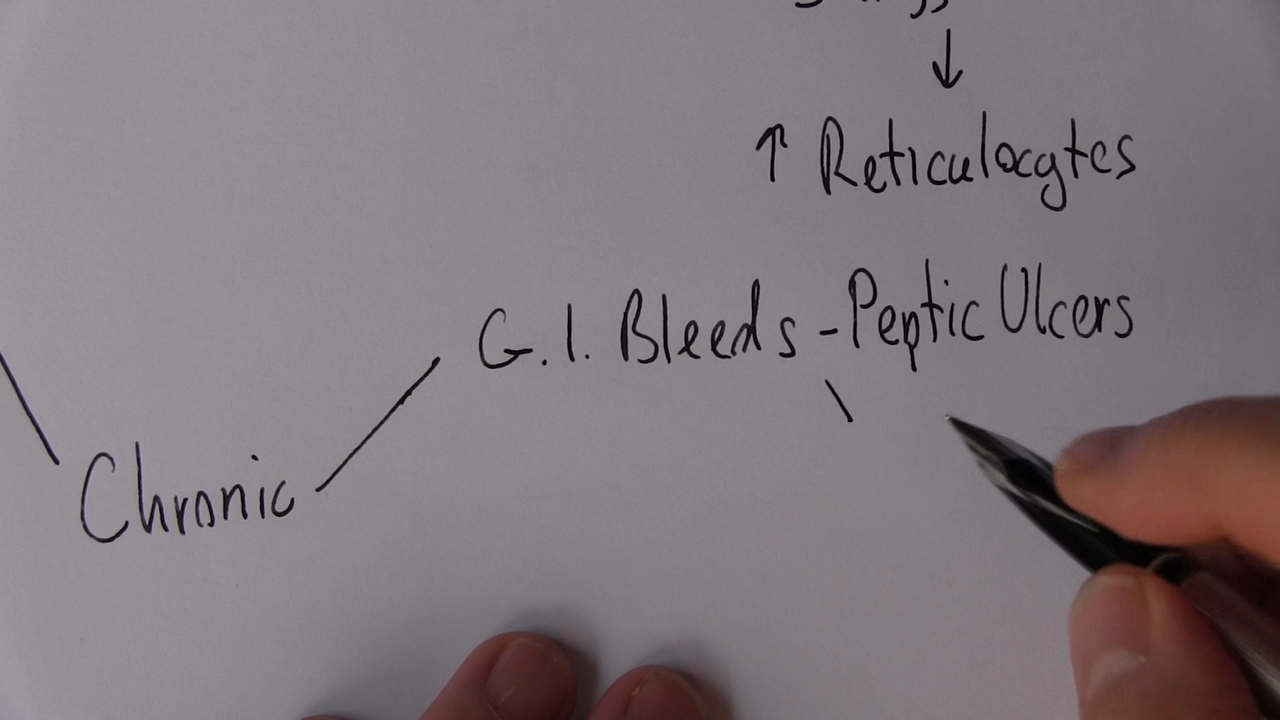 ↑ Reticulocytes
G.I. Bleeds - Peptic Ulcers
Chronic